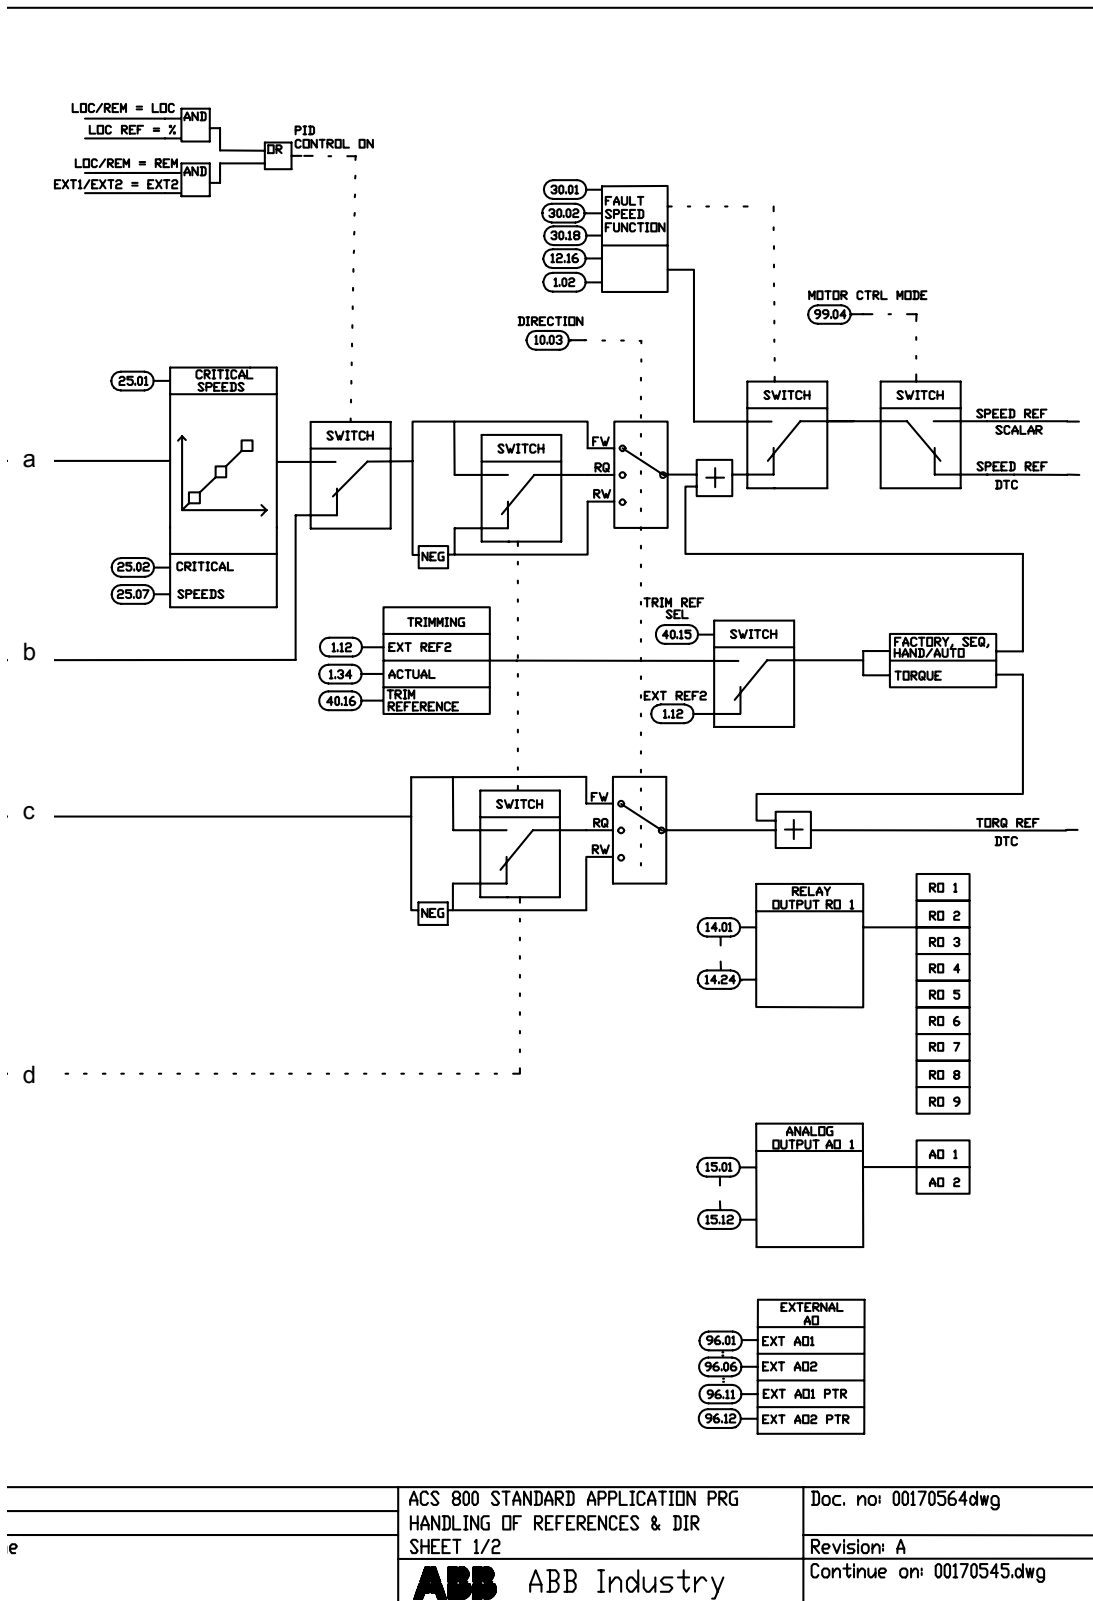 LOC/REM = LOC
AND
LOC REF = %
PID
CONTROL ON
OR
LOC/REM = REM
AND
EXT1/EXT2 = EXT2
30.01
30.02
30.18
12.16
1.02
FAULT
SPEED
FUNCTION
MOTOR CTRL MODE
99.04
DIRECTION
10.03
25.01
CRITICAL
SPEEDS
SWITCH
SWITCH
SWITCH
SWITCH
SPEED REF
SCALAR
SPEED REF
DTC
a
FW
RQ
RW
+
NEG
25.02
CRITICAL
25.07
SPEEDS
TRIM REF
SEL
40.15
SWITCH
TRIMMING
1.12
EXT REF2
1.34
ACTUAL
40.16
TRIM
REFERENCE
b
EXT REF2
1.12
FACTORY, SEQ,
HAND/AUTO
TORQUE
c
SWITCH
FW
RQ
RW
+
TORQ REF
DTC
NEG
RELAY
OUTPUT RO 1
14.01
14.24
RO 1
RO 2
RO 3
RO 4
RO 5
RO 6
RO 7
RO 8
RO 9
d
ANALOG
OUTPUT AO 1
15.01
15.12
AO 1
AO 2
EXTERNAL
AO
96.01
EXT AO1
96.06
EXT AO2
96.11
EXT AO1 PTR
96.12
EXT AO2 PTR
ACS 800 STANDARD APPLICATION PRG
HANDLING OF REFERENCES & DIR
SHEET 1/2
Doc. no: 00170564dwg
e
Revision: A
ABB ABB Industry
Continue on: 00170545.dwg